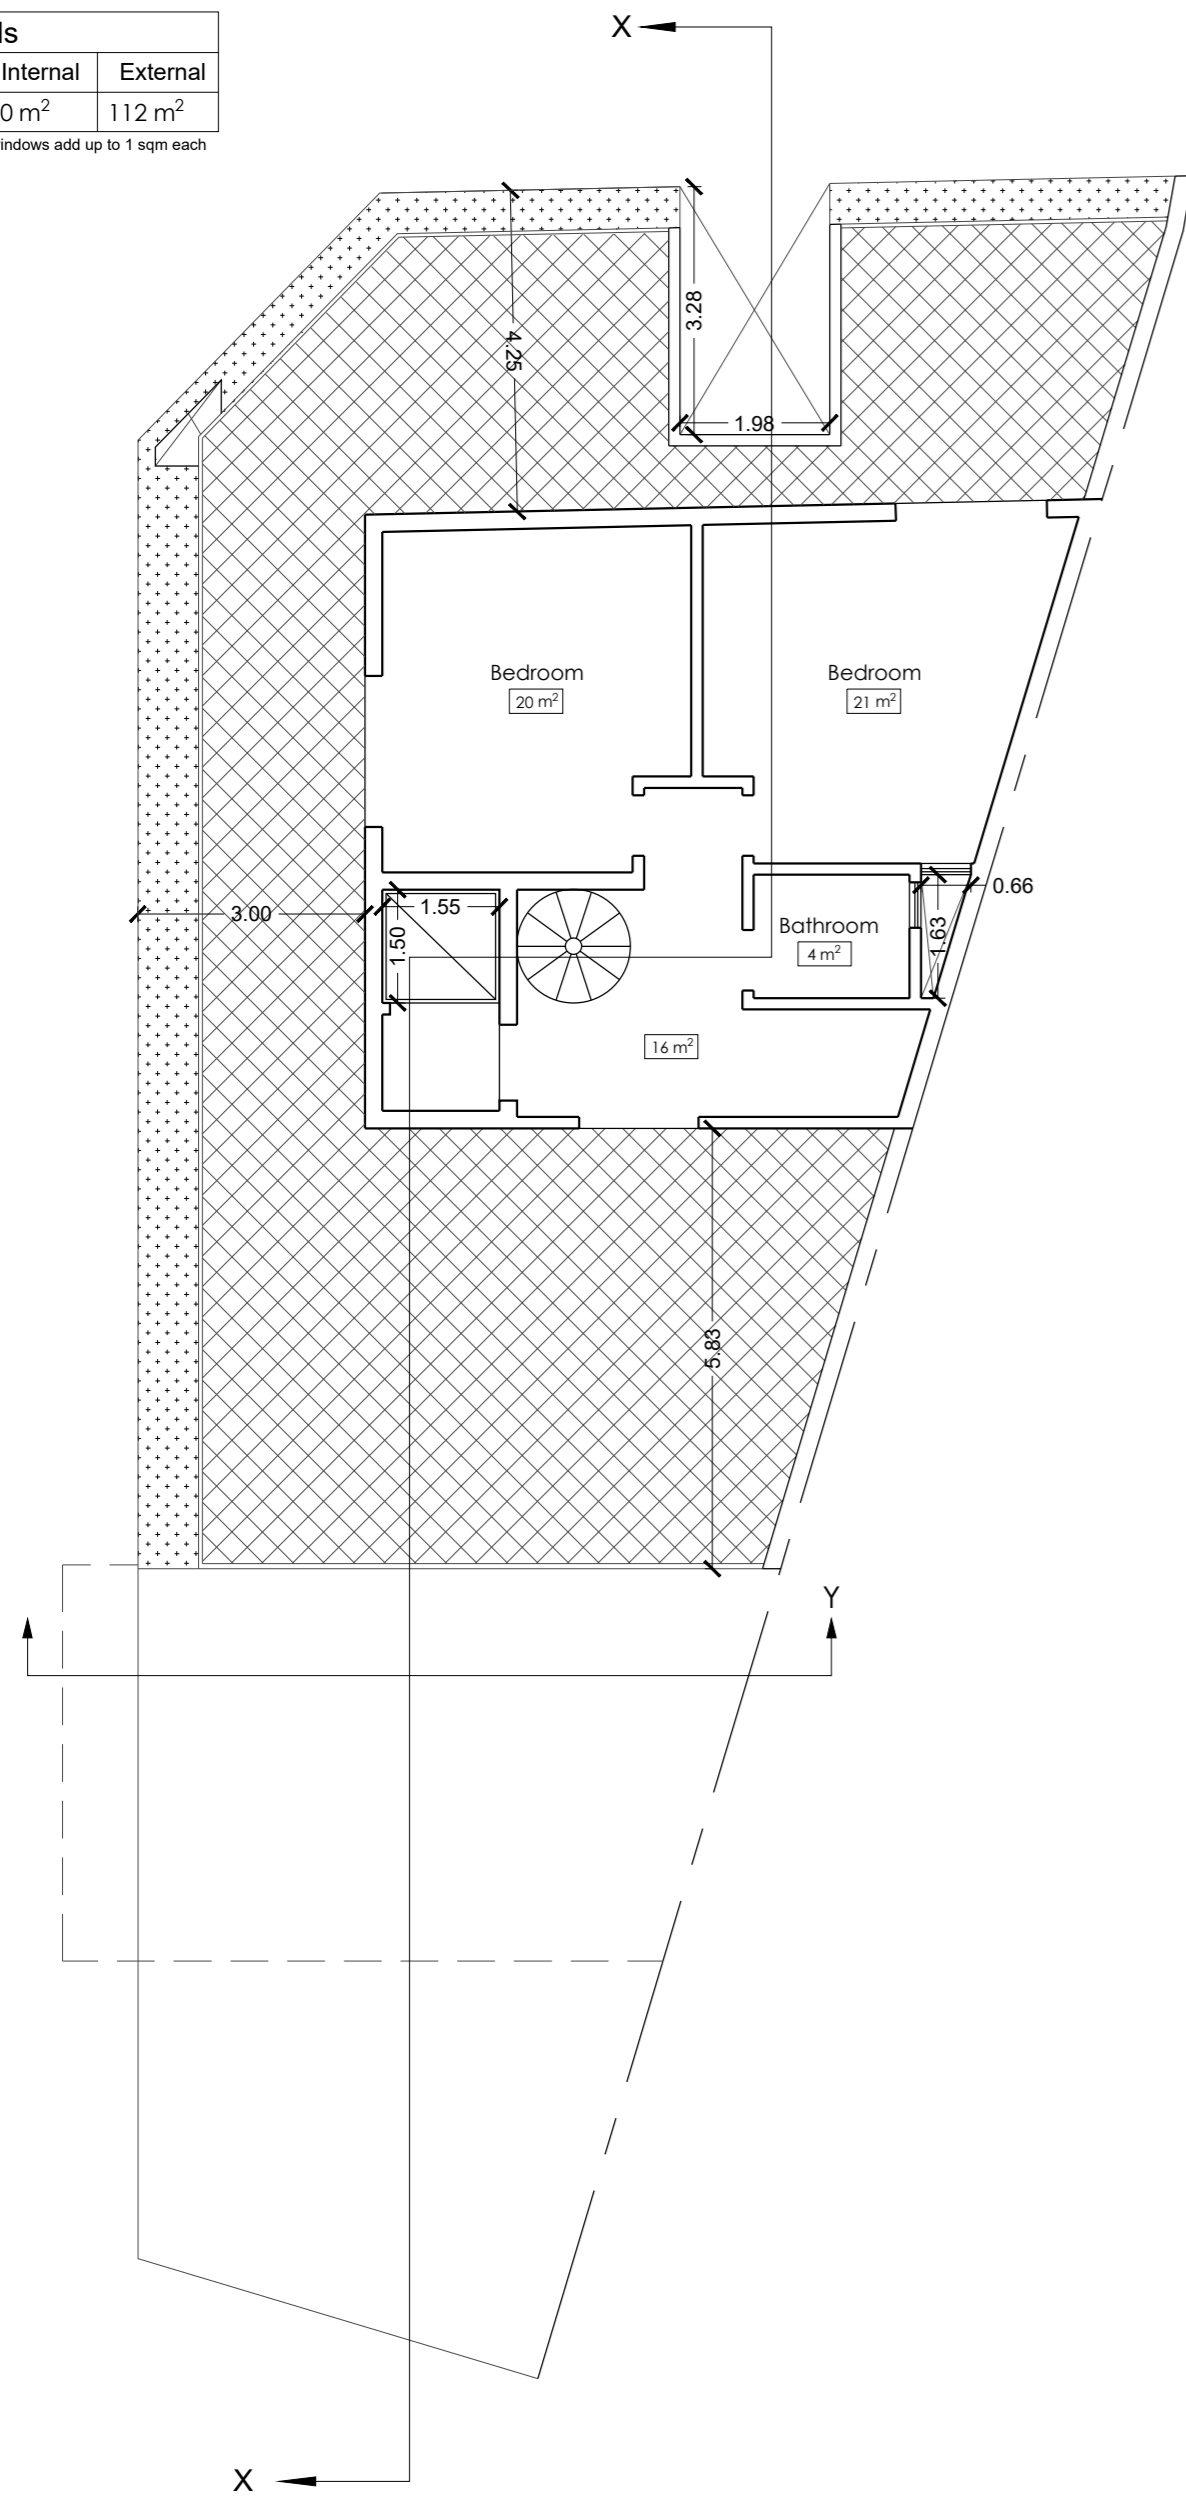 ls
Internal External
0 m² 112 m²
indows add up to 1 sqm each
X
4.25
3.28
1.98
Bedroom
20 m²
Bedroom
21 m²
3.00
1.55
1.50
Bathroom
4 m²
1.63
0.66
16 m²
5.83
Y
X